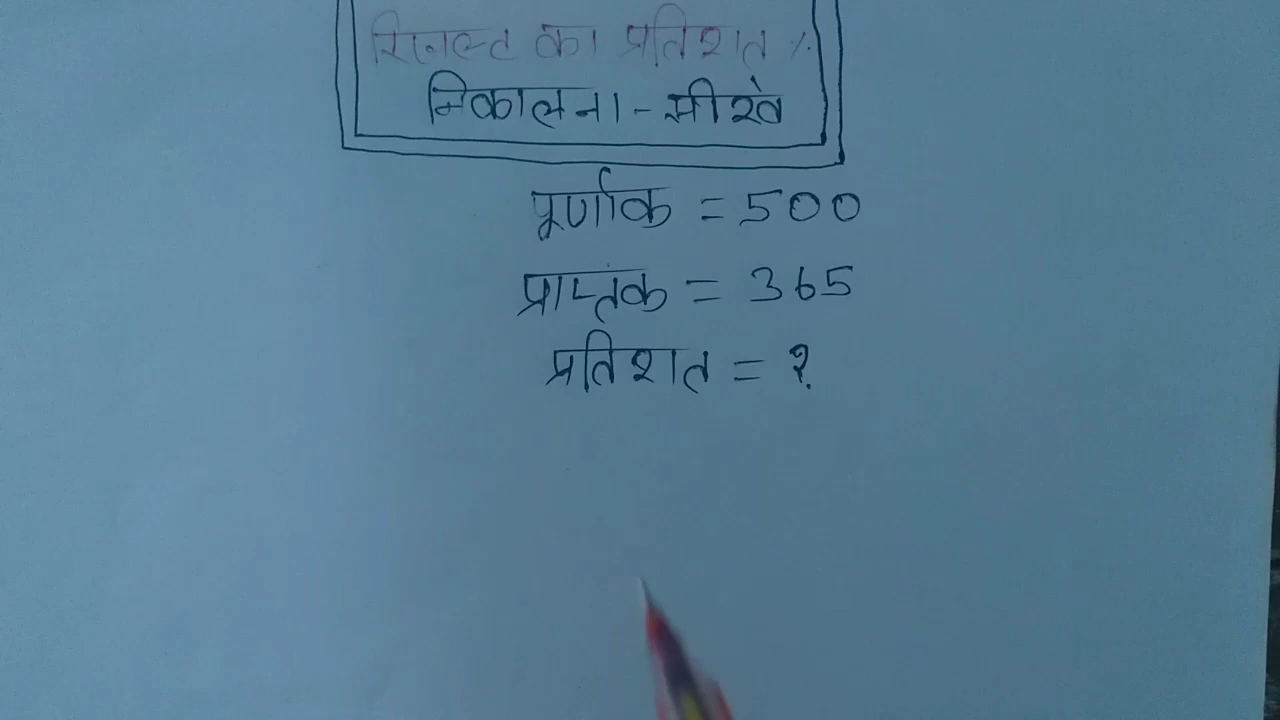 रिजल्ट का प्रतिशत %
निकालना - सीखे
पूर्णांक = 500
प्राप्तंक = 365
प्रतिशत = ?